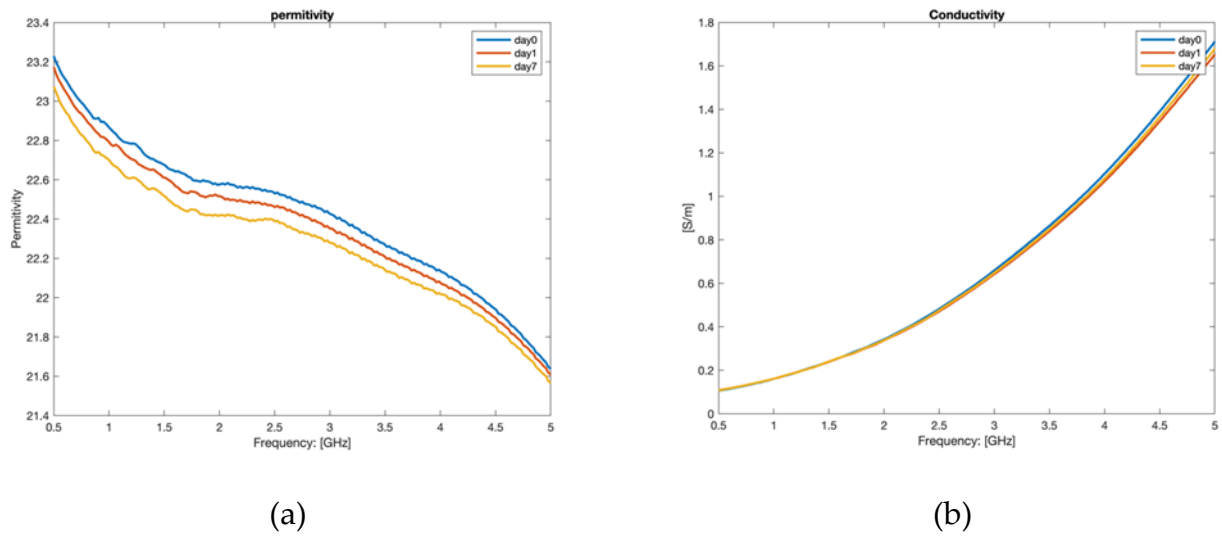 permitivity
23.4
23.2
23
22.8
22.6
22.4
22.2
22
21.8
21.6
21.4
Permitivity
day0
day1
day7
0.5 1 1.5 2 2.5 3 3.5 4 4.5 5
Frequency: [GHz]
(a)
Conductivity
1.8
1.6
1.4
1.2
1
0.8
0.6
0.4
0.2
0
[S/m]
day0
day1
day7
0.5 1 1.5 2 2.5 3 3.5 4 4.5 5
Frequency: [GHz]
(b)